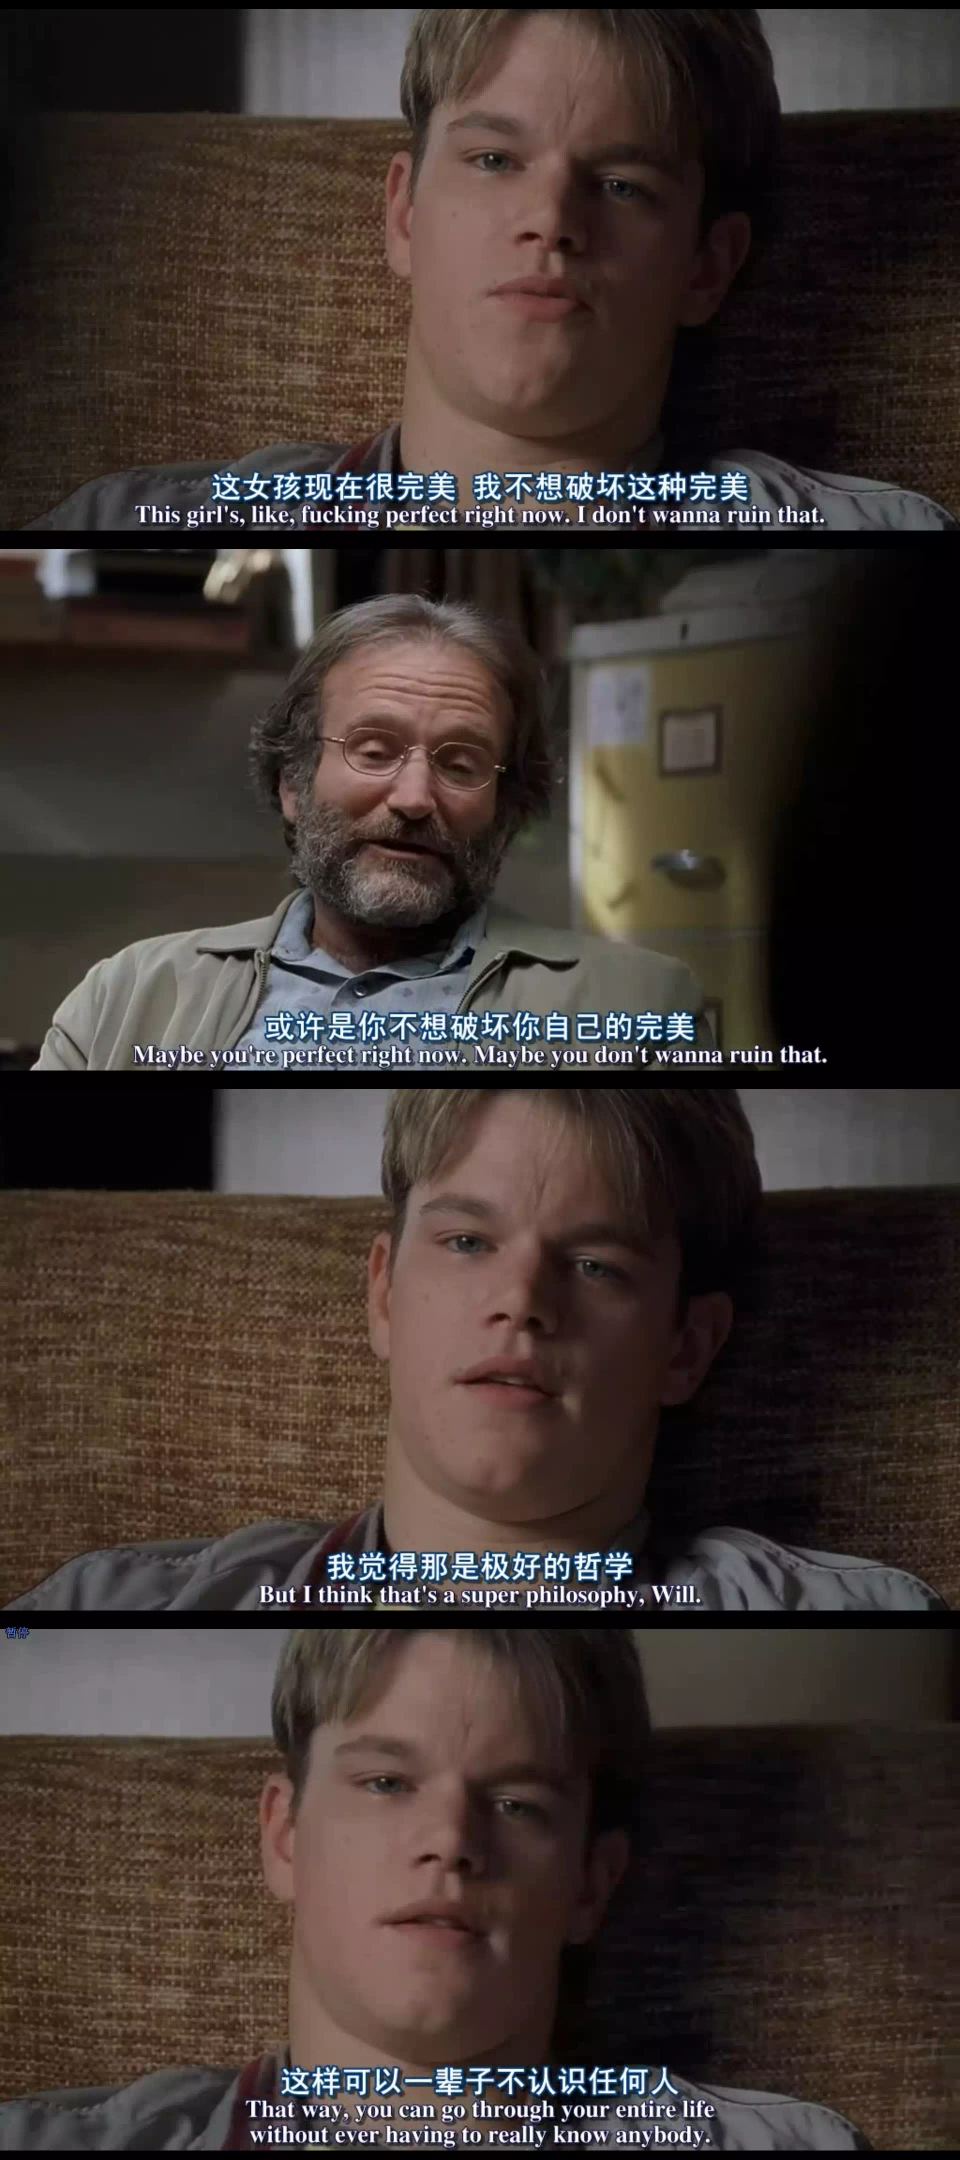 这女孩现在很完美 我不想破坏这种完美
This girl's, like, fucking perfect right now. I don't wanna ruin that.
或许是你不想破坏你自己的完美
Maybe you're perfect right now. Maybe you don't wanna ruin that.
我觉得那是极好的哲学
But I think that's a super philosophy, Will.
暂停
这样可以一辈子不认识任何人
That way, you can go through your entire life
without ever having to really know anybody.